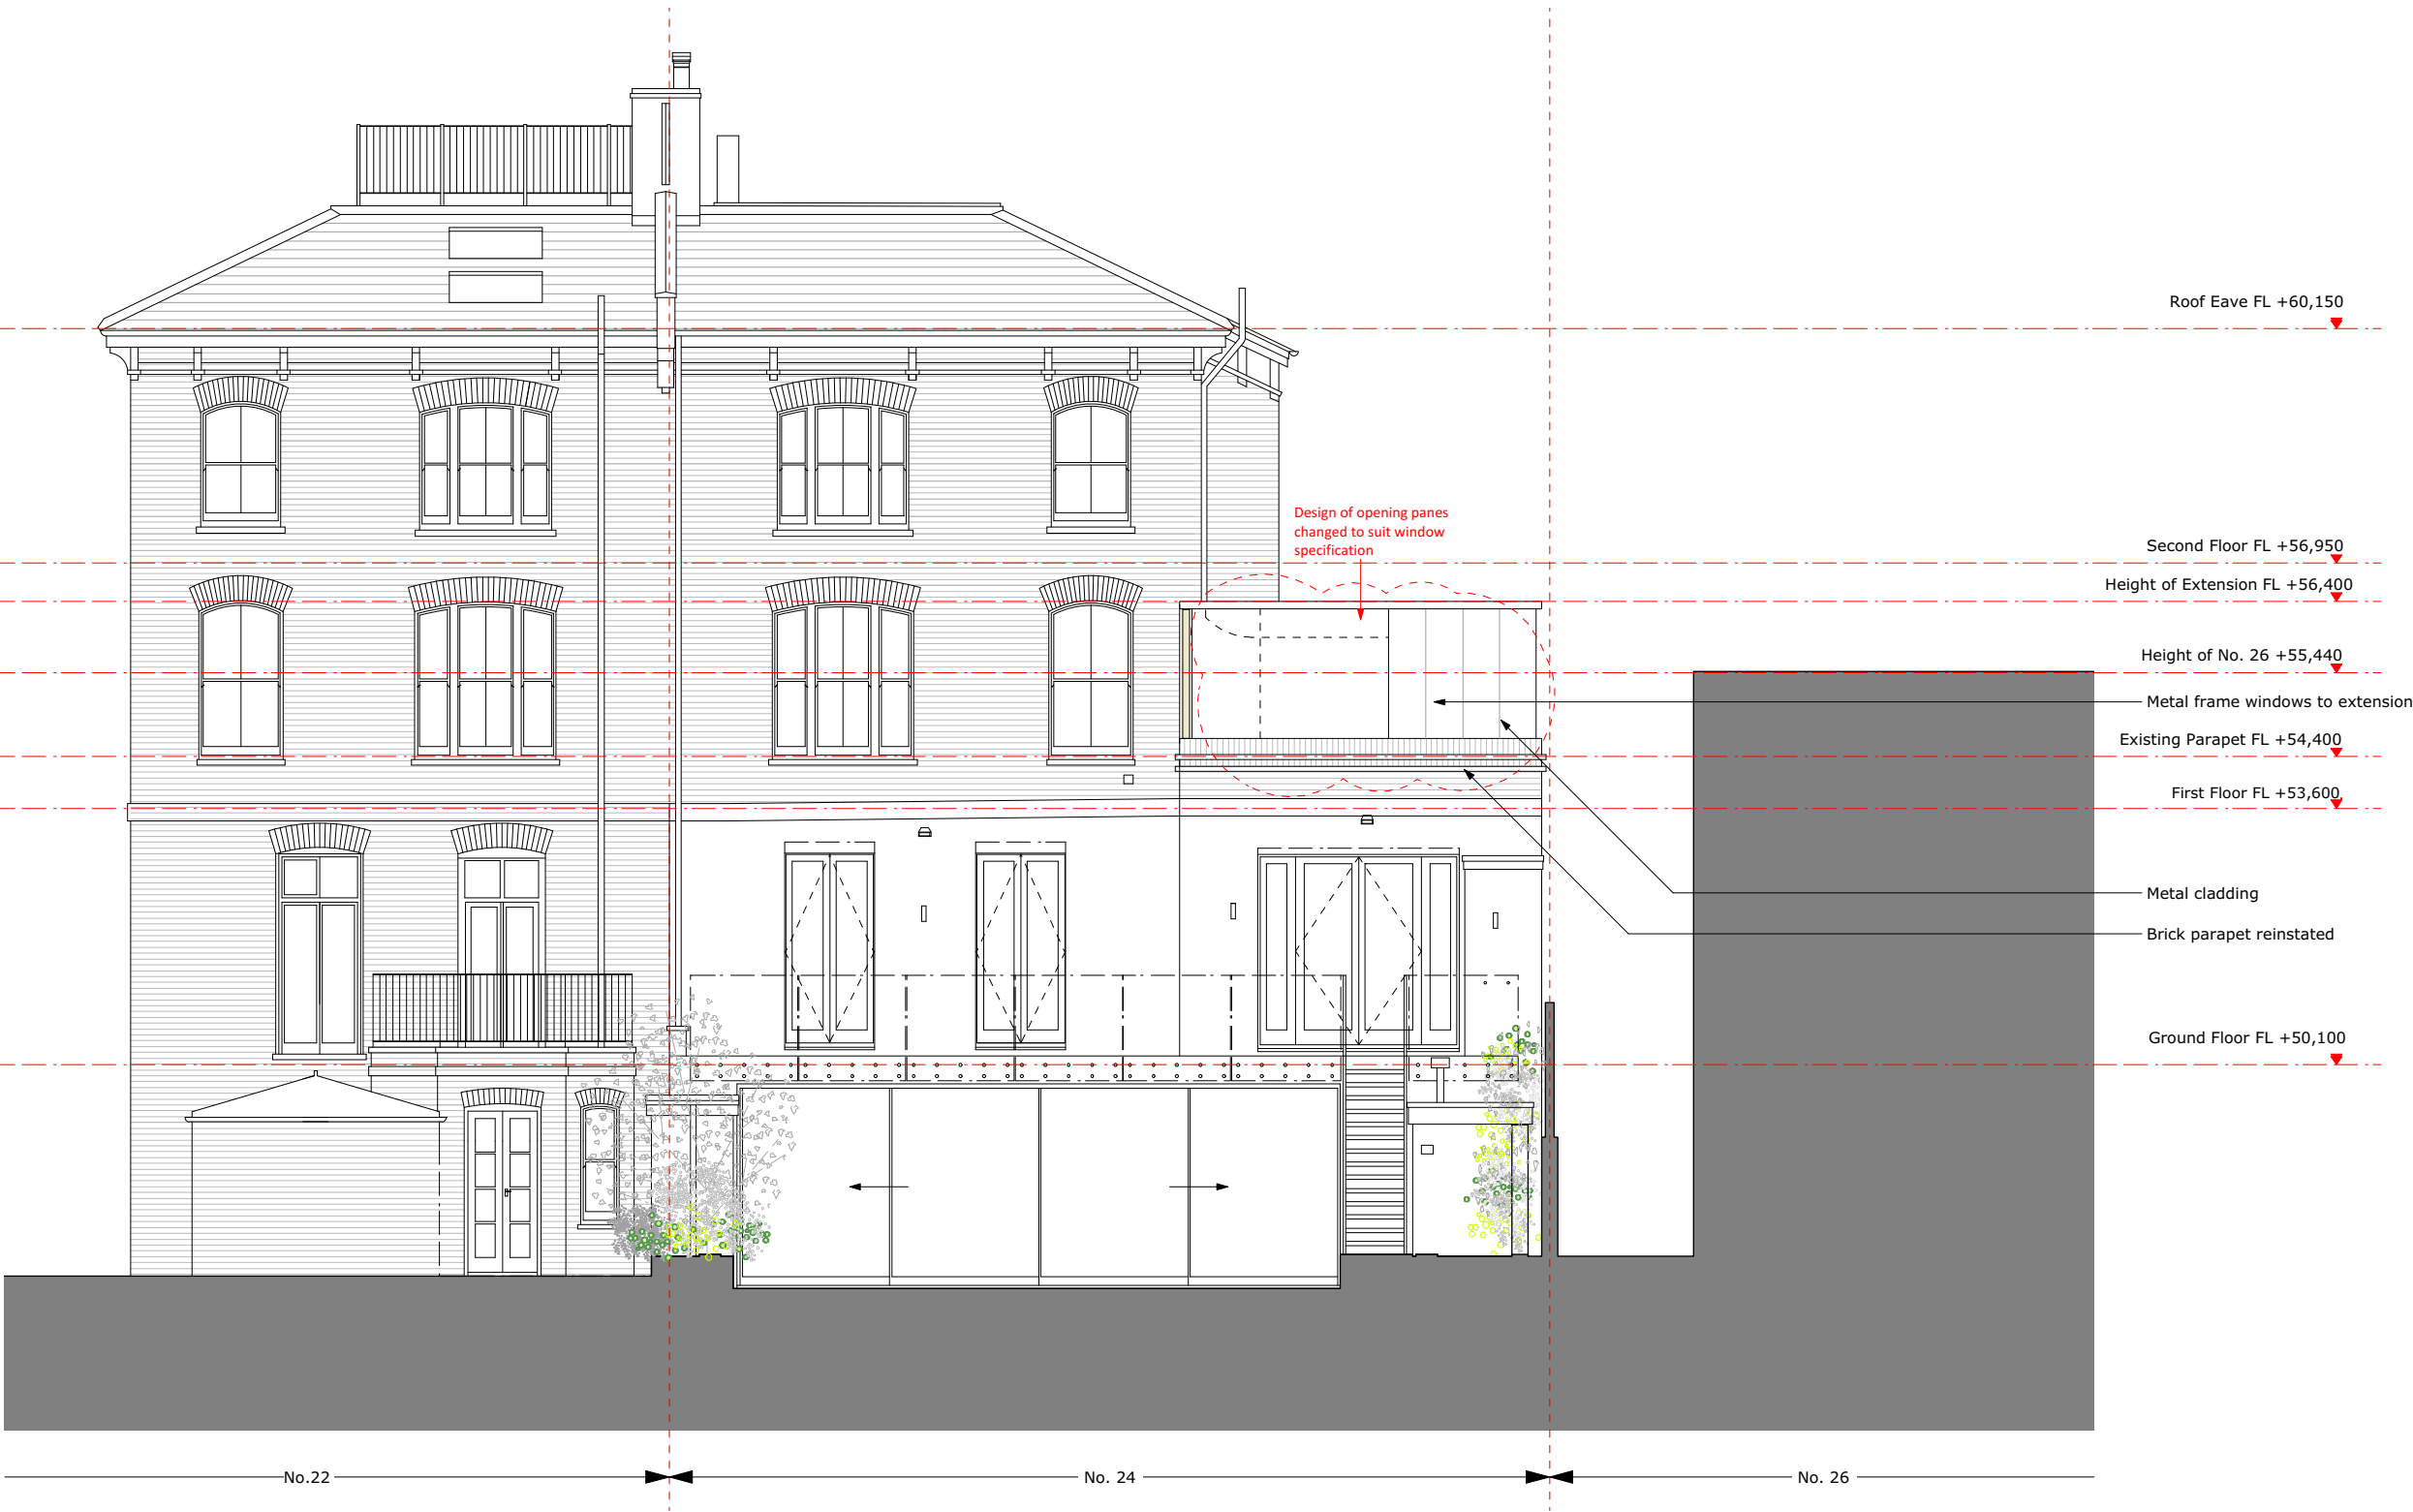 Roof Eave FL +60,150
Design of opening panes
changed to suit window
specification
Second Floor FL +56,950
Height of Extension FL +56,400
Height of No. 26 +55,440
Metal frame windows to extension
Existing Parapet FL +54,400
First Floor FL +53,600
Metal cladding
Brick parapet reinstated
Ground Floor FL +50,100
No.22
No. 24
No. 26